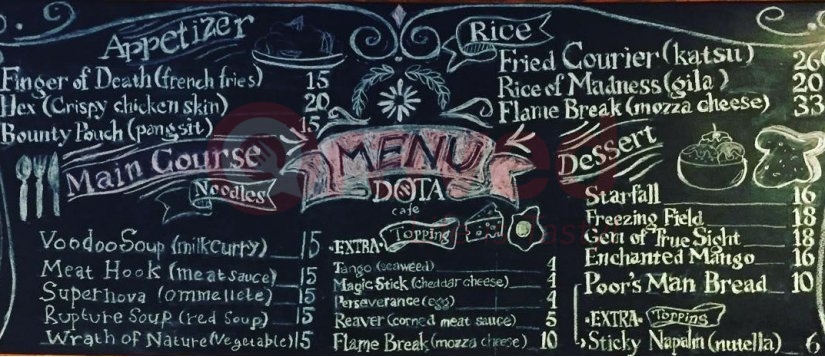 Appetizer
Finger of Death (french fries) 15
Hex (Crispy chicken skin) 20
Bounty Pouch (pangsit) 15
Main Course
Noodles
Voodoo Soup (milkcurry) 15
Meat Hook (meat sauce) 15
Supernova (ommellete) 15
Rupture Soup (red Soup) 15
Wrath of Nature (Vegetable) 15
MENU
DOTA
cafe
•EXTRA• Topping
Tango (seaweed) 4
Magic Stick (cheddar cheese) 4
Perseverance (egg) 4
Reaver (corned meat sauce) 5
Flame Break (mozza cheese) 10
Rice
Fried Courier (katsu) 26
Rice of Madness (gila) 20
Flame Break (mozza cheese) 33
Dessert
Starfall 16
Freezing Field 18
Gem of True Sight 18
Enchanted Mango 16
Poor's Man Bread 10
•EXTRA• Topping
Sticky Napalm (nutella) 6